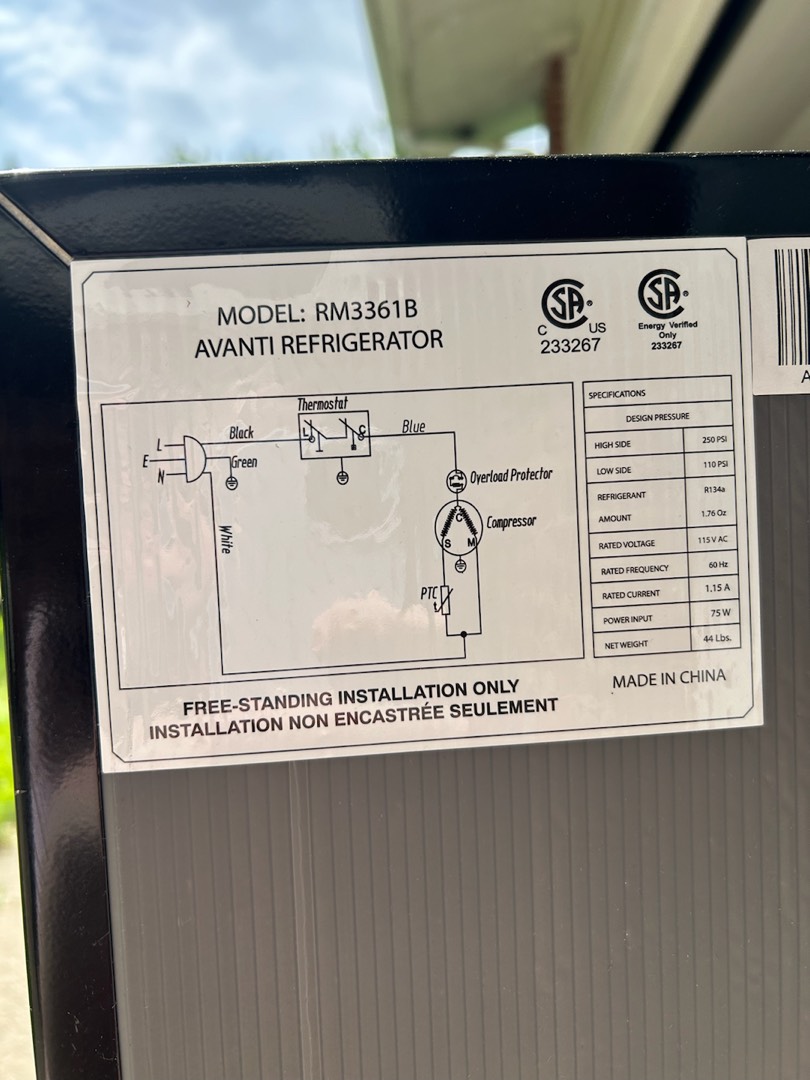 MODEL: RM3361B
AVANTI REFRIGERATOR
CSA®
C US
233267
CSA®
Energy Verified
Only
233267
A
Thermostat
L
Black
L
C
Blue
E
Green
N
Overload Protector
White
C
S M
Compressor
PTC
t
SPECIFICATIONS
DESIGN PRESSURE
HIGH SIDE 250 PSI
LOW SIDE 110 PSI
REFRIGERANT R134a
AMOUNT 1.76 Oz
RATED VOLTAGE 115 V AC
RATED FREQUENCY 60 Hz
RATED CURRENT 1.15 A
POWER INPUT 75 W
NET WEIGHT 44 Lbs.
MADE IN CHINA
FREE-STANDING INSTALLATION ONLY
INSTALLATION NON ENCASTRÉE SEULEMENT